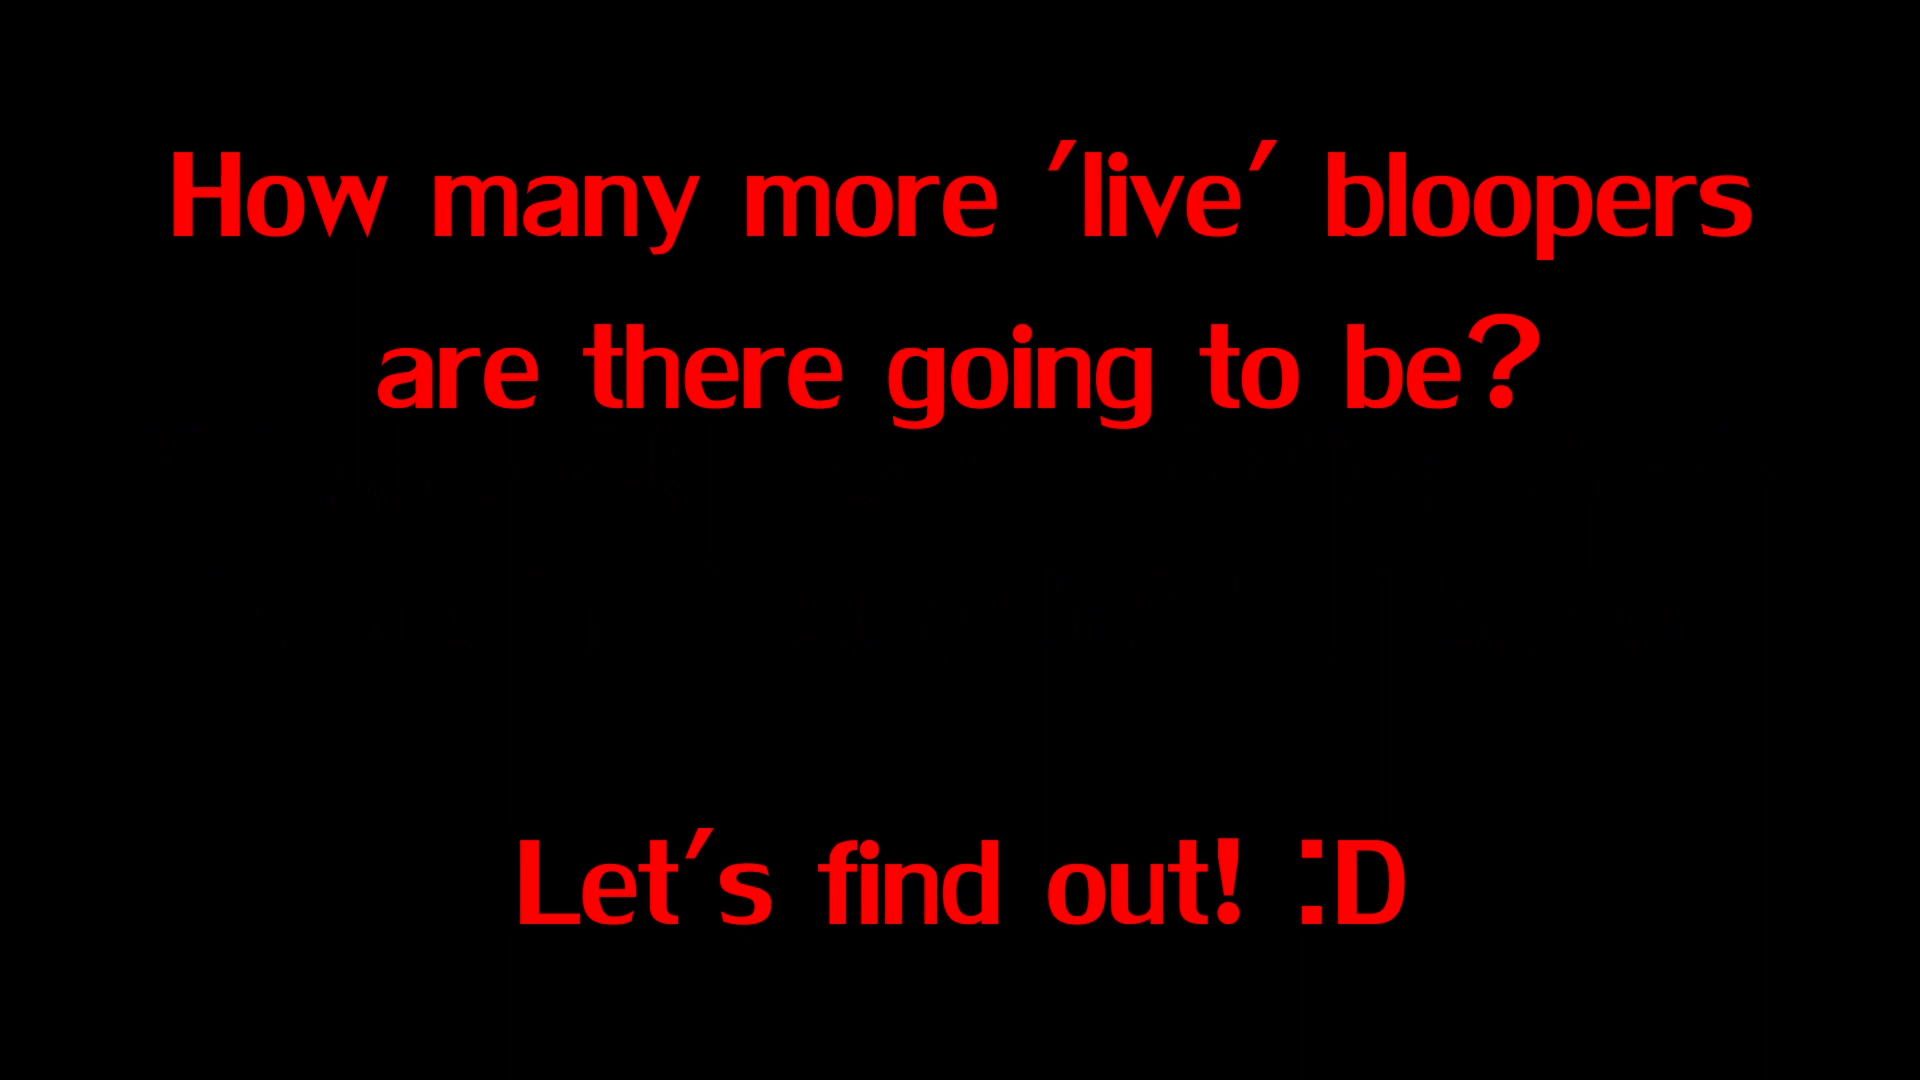 How many more 'live' bloopers
are there going to be?
Let's find out! :D